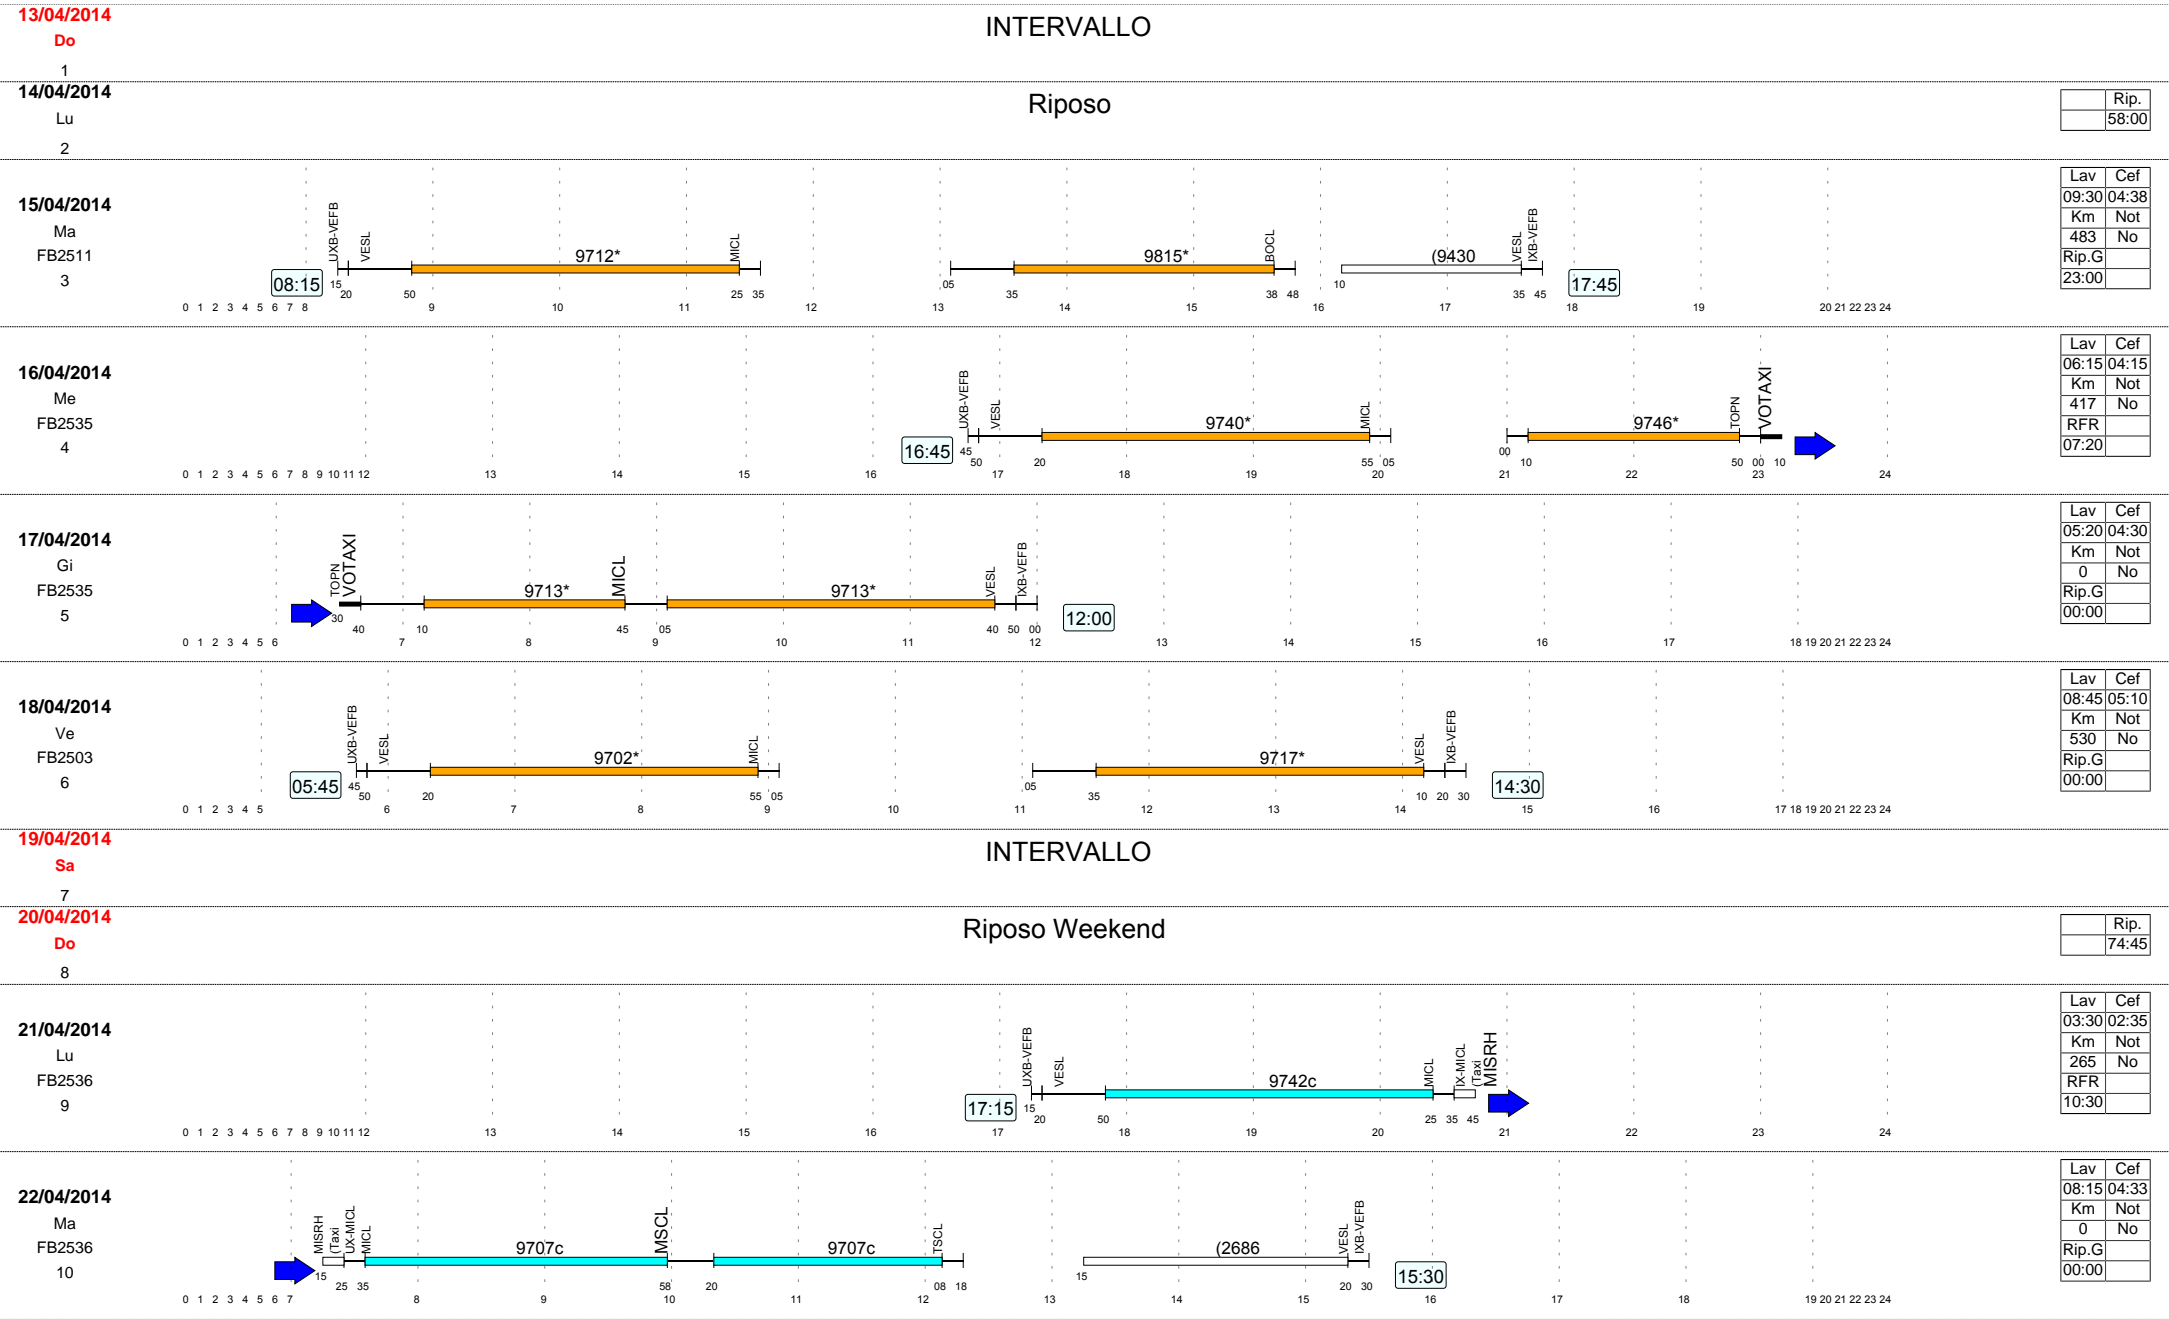 13/04/2014
Do
1
INTERVALLO
14/04/2014
Lu
2
Riposo
Rip.
58:00
15/04/2014
Ma
FB2511
3
08:15
UXB-VEFB
VESL
9712*
MICL
9815*
BOCL
(9430
VESL
IXB-VEFB
17:45
15 20 50 25 35 05 35 38 48 10 35 45
0 1 2 3 4 5 6 7 8 9 10 11 12 13 14 15 16 17 18 19 20 21 22 23 24
Lav Cef
09:30 04:38
Km Not
483 No
Rip.G
23:00
16/04/2014
Me
FB2535
4
16:45
UXB-VEFB
VESL
9740*
MICL
9746*
TOPN
VOTAXI
45 50 20 55 05 00 10 50 00 10
0 1 2 3 4 5 6 7 8 9 10 11 12 13 14 15 16 17 18 19 20 21 22 23 24
Lav Cef
06:15 04:15
Km Not
417 No
RFR
07:20
17/04/2014
Gi
FB2535
5
TOPN
VOTAXI
9713*
MICL
9713*
VESL
IXB-VEFB
12:00
30 40 10 45 05 40 50 00
0 1 2 3 4 5 6 7 8 9 10 11 12 13 14 15 16 17 18 19 20 21 22 23 24
Lav Cef
05:20 04:30
Km Not
0 No
Rip.G
00:00
18/04/2014
Ve
FB2503
6
05:45
UXB-VEFB
VESL
9702*
MICL
9717*
VESL
IXB-VEFB
14:30
45 50 20 55 05 05 35 10 20 30
0 1 2 3 4 5 6 7 8 9 10 11 12 13 14 15 16 17 18 19 20 21 22 23 24
Lav Cef
08:45 05:10
Km Not
530 No
Rip.G
00:00
19/04/2014
Sa
7
INTERVALLO
20/04/2014
Do
8
Riposo Weekend
Rip.
74:45
21/04/2014
Lu
FB2536
9
17:15
UXB-VEFB
VESL
9742c
MICL
IX-MICL
(Taxi
MISRH
15 20 50 25 35 45
0 1 2 3 4 5 6 7 8 9 10 11 12 13 14 15 16 17 18 19 20 21 22 23 24
Lav Cef
03:30 02:35
Km Not
265 No
RFR
10:30
22/04/2014
Ma
FB2536
10
MISRH
(Taxi
UX-MICL
MICL
9707c
MSCL
9707c
TSCL
(2686
VESL
IXB-VEFB
15:30
15 25 35 58 20 08 18 15 20 30
0 1 2 3 4 5 6 7 8 9 10 11 12 13 14 15 16 17 18 19 20 21 22 23 24
Lav Cef
08:15 04:33
Km Not
0 No
Rip.G
00:00